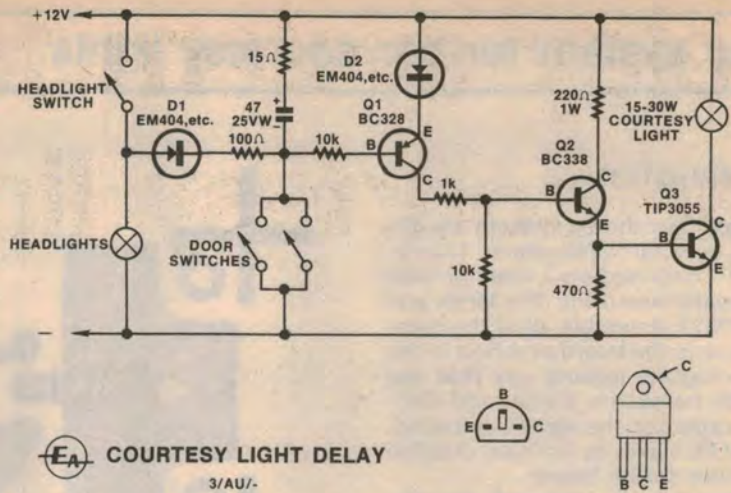 +12V
15Ω
D2
EM404,etc.
HEADLIGHT
SWITCH
D1
EM404,etc.
47
25VW
+
−
Q1
BC328
220Ω
1W
15-30W
COURTESY
LIGHT
100Ω
10k
B
E
C
Q2
BC338
1k
B
C
E
Q3
TIP3055
B
C
E
HEADLIGHTS
DOOR
SWITCHES
10k
470Ω
−
EA COURTESY LIGHT DELAY
3/AU/-
B
E C
C
B C E